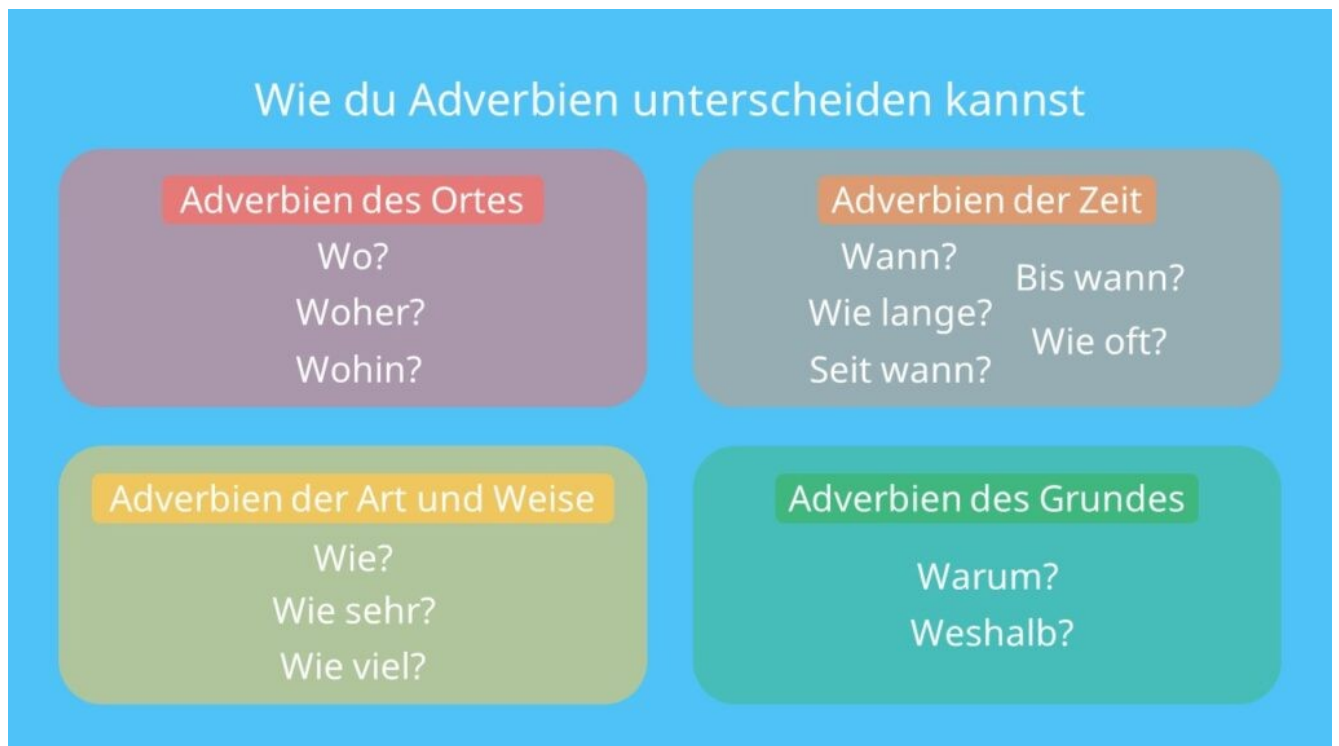 Wie du Adverbien unterscheiden kannst
Adverbien des Ortes
Wo?
Woher?
Wohin?
Adverbien der Zeit
Wann?
Wie lange?
Seit wann?
Bis wann?
Wie oft?
Adverbien der Art und Weise
Wie?
Wie sehr?
Wie viel?
Adverbien des Grundes
Warum?
Weshalb?